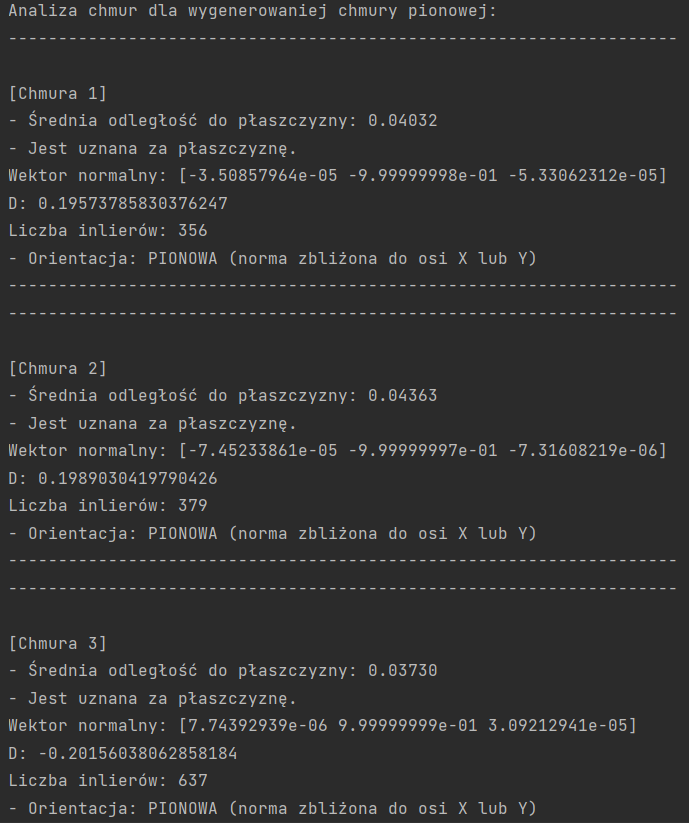 Analiza chmur dla wygenerowaniej chmury pionowej:
-------------------------------------------------------------------
[Chmura 1]
- Średnia odległość do płaszczyzny: 0.04032
- Jest uznana za płaszczyznę.
Wektor normalny: [-3.50857964e-05 -9.99999998e-01 -5.33062312e-05]
D: 0.19573785830376247
Liczba inlierów: 356
- Orientacja: PIONOWA (norma zbliżona do osi X lub Y)
-------------------------------------------------------------------
-------------------------------------------------------------------
[Chmura 2]
- Średnia odległość do płaszczyzny: 0.04363
- Jest uznana za płaszczyznę.
Wektor normalny: [-7.45233861e-05 -9.99999997e-01 -7.31608219e-06]
D: 0.1989030419790426
Liczba inlierów: 379
- Orientacja: PIONOWA (norma zbliżona do osi X lub Y)
-------------------------------------------------------------------
-------------------------------------------------------------------
[Chmura 3]
- Średnia odległość do płaszczyzny: 0.03730
- Jest uznana za płaszczyznę.
Wektor normalny: [7.74392939e-06 9.99999999e-01 3.09212941e-05]
D: -0.20156038062858184
Liczba inlierów: 637
- Orientacja: PIONOWA (norma zbliżona do osi X lub Y)